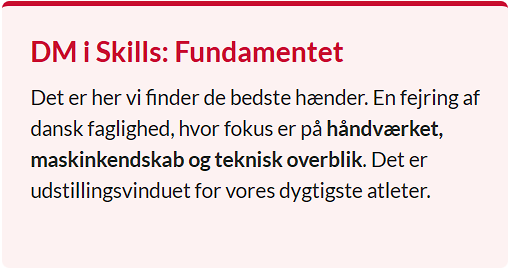 DM i Skills: Fundamentet
Det er her vi finder de bedste hænder. En fejring af
dansk faglighed, hvor fokus er på håndværket,
maskinkendskab og teknisk overblik. Det er
udstillingsvinduet for vores dygtigste atleter.